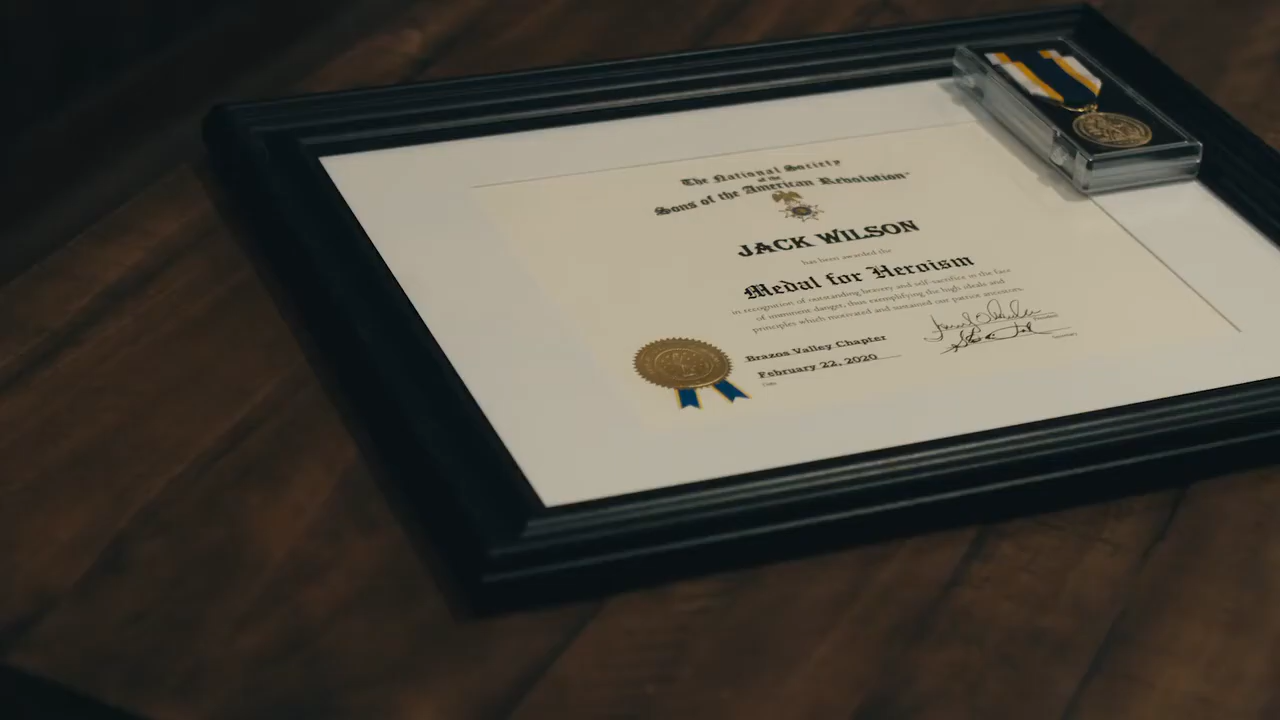 The National Society
of the
Sons of the American Revolution
JACK WILSON
has been awarded the
Medal for Heroism
in recognition of outstanding bravery and self-sacrifice in the face
of imminent danger, thus exemplifying the high ideals and
principles which motivated and sustained our patriot ancestors.
Brazos Valley Chapter
February 22, 2020
Date